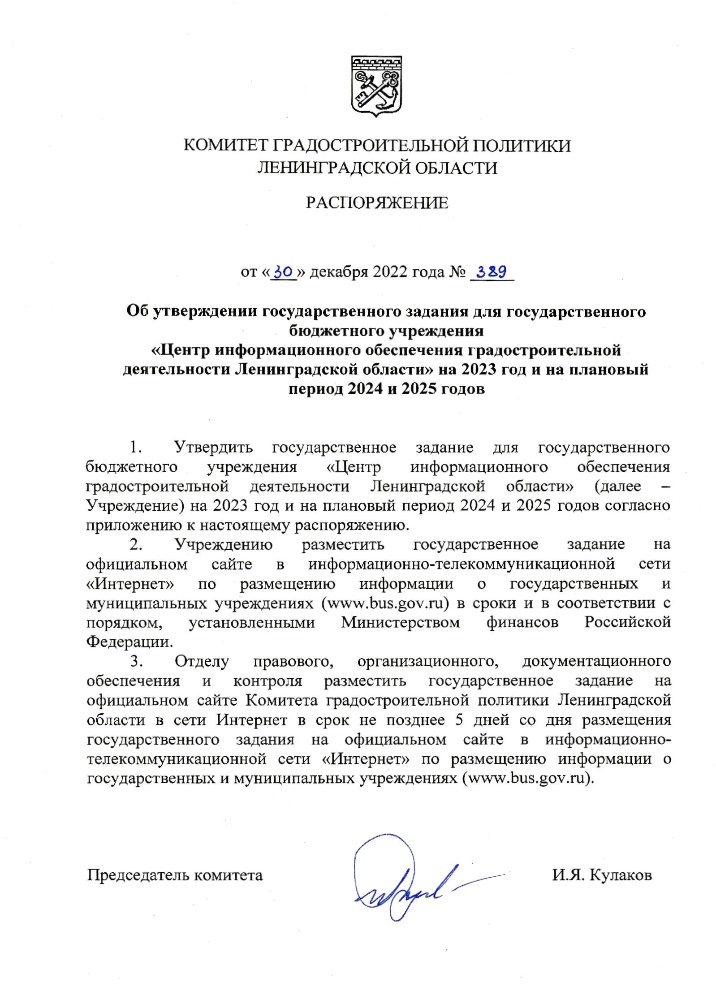 КОМИТЕТ ГРАДОСТРОИТЕЛЬНОЙ ПОЛИТИКИ
ЛЕНИНГРАДСКОЙ ОБЛАСТИ
РАСПОРЯЖЕНИЕ
от «30» декабря 2022 года № 389
Об утверждении государственного задания для государственного
бюджетного учреждения
«Центр информационного обеспечения градостроительной
деятельности Ленинградской области» на 2023 год и на плановый
период 2024 и 2025 годов
1. Утвердить государственное задание для государственного
бюджетного учреждения «Центр информационного обеспечения
градостроительной деятельности Ленинградской области» (далее –
Учреждение) на 2023 год и на плановый период 2024 и 2025 годов согласно
приложению к настоящему распоряжению.
2. Учреждению разместить государственное задание на
официальном сайте в информационно-телекоммуникационной сети
«Интернет» по размещению информации о государственных и
муниципальных учреждениях (www.bus.gov.ru) в сроки и в соответствии с
порядком, установленными Министерством финансов Российской
Федерации.
3. Отделу правового, организационного, документационного
обеспечения и контроля разместить государственное задание на
официальном сайте Комитета градостроительной политики Ленинградской
области в сети Интернет в срок не позднее 5 дней со дня размещения
государственного задания на официальном сайте в информационно-
телекоммуникационной сети «Интернет» по размещению информации о
государственных и муниципальных учреждениях (www.bus.gov.ru).
Председатель комитета И.Я. Кулаков